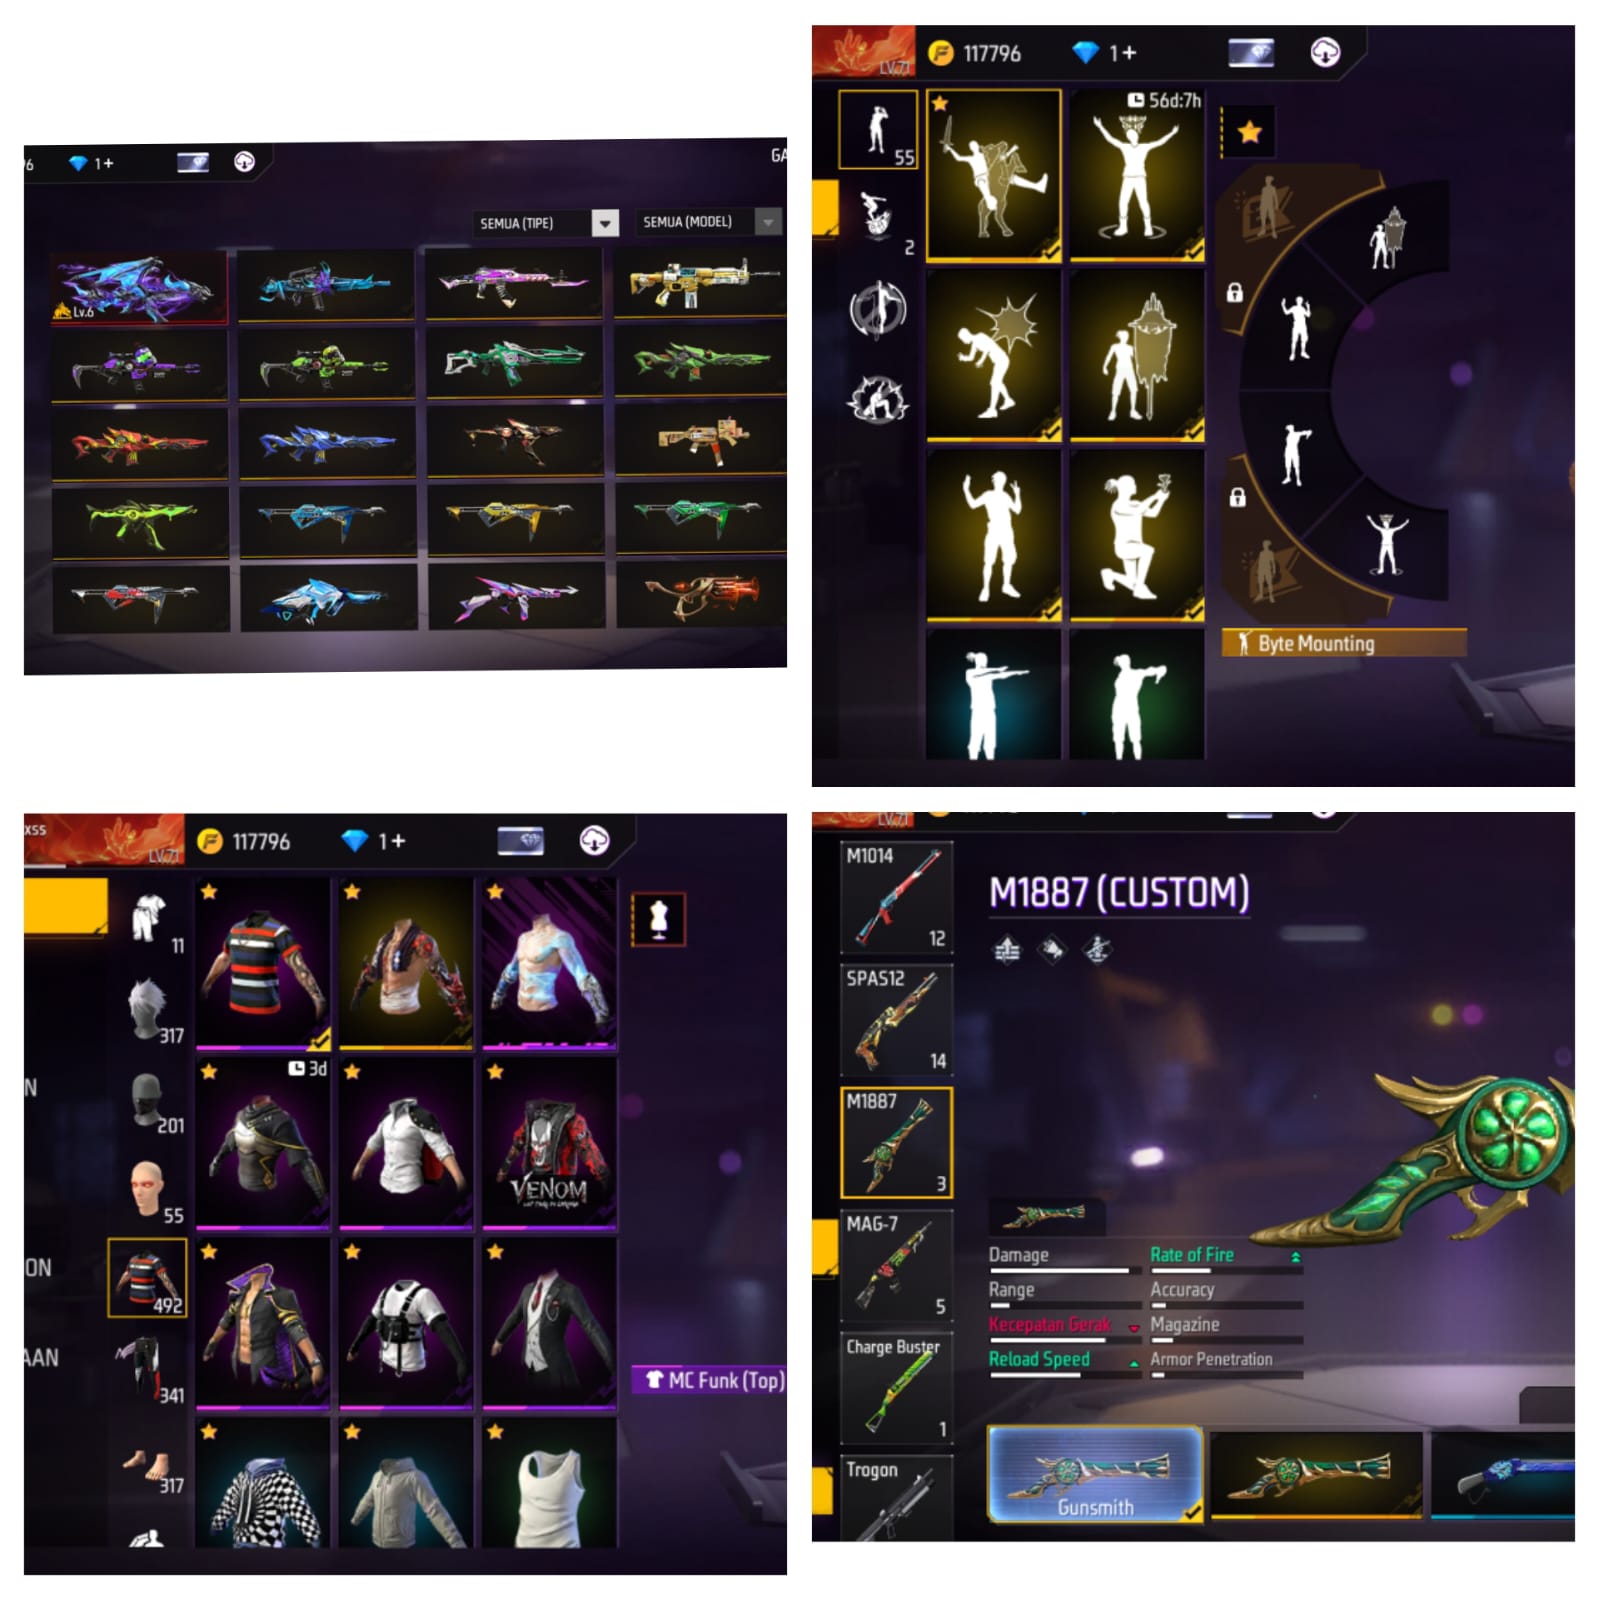 1+
GA
SEMUA (TIPE)
SEMUA (MODEL)
Lv.6
LV.71
117796
1+
55
56d:7h
2
Byte Mounting
xss
LV.71
117796
1+
11
317
3d
201
VENOM
55
ON
492
AAN
341
MC Funk (Top)
317
LV.71
M1014
12
M1887 (CUSTOM)
SPAS12
14
M1887
3
MAG-7
5
Damage
Rate of Fire
Range
Accuracy
Kecepatan Gerak
Magazine
Reload Speed
Armor Penetration
Charge Buster
1
Trogon
Gunsmith